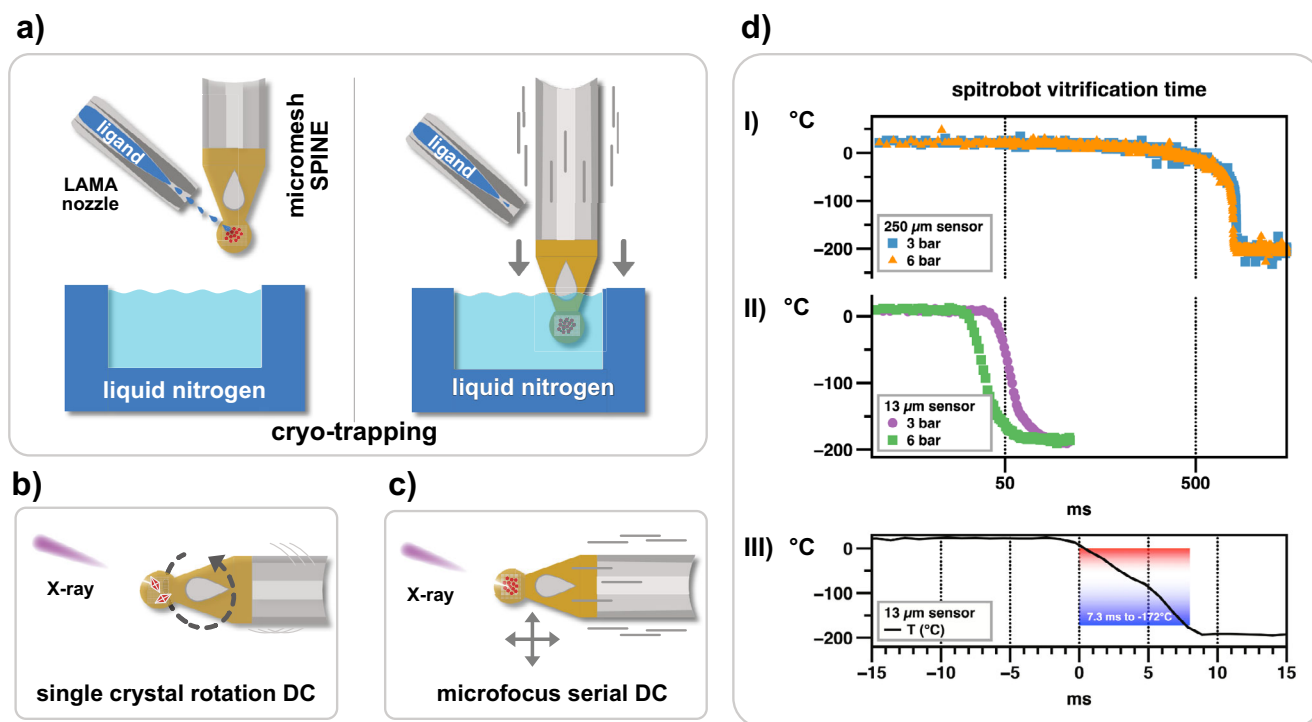 a)
ligand
LAMA
nozzle
micromesh
SPINE
liquid nitrogen
ligand
liquid nitrogen
cryo-trapping
b)
X-ray
single crystal rotation DC
c)
X-ray
microfocus serial DC
d)
spitrobot vitrification time
I) °C
0
−100
−200
250 µm sensor
3 bar
6 bar
II) °C
0
−100
−200
13 µm sensor
3 bar
6 bar
50 500
ms
III) °C
0
−100
−200
13 µm sensor
T (°C)
7.3 ms to -172°C
−15 −10 −5 0 5 10 15
ms